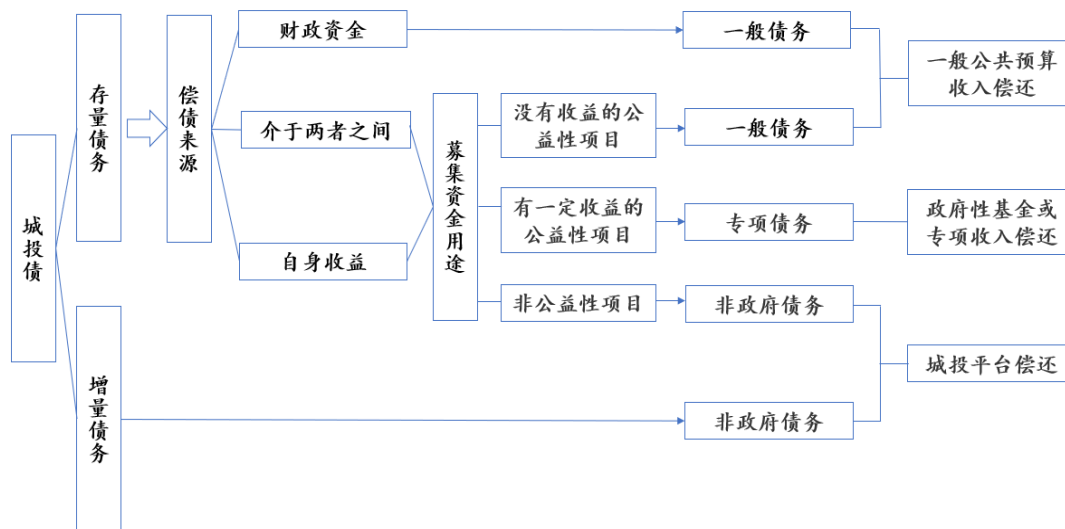 城投债
存量债务
增量债务
偿债来源
财政资金
介于两者之间
自身收益
募集资金用途
没有收益的公
益性项目
有一定收益的
公益性项目
非公益性项目
一般债务
一般债务
专项债务
非政府债务
非政府债务
一般公共预算
收入偿还
政府性基金或
专项收入偿还
城投平台偿还